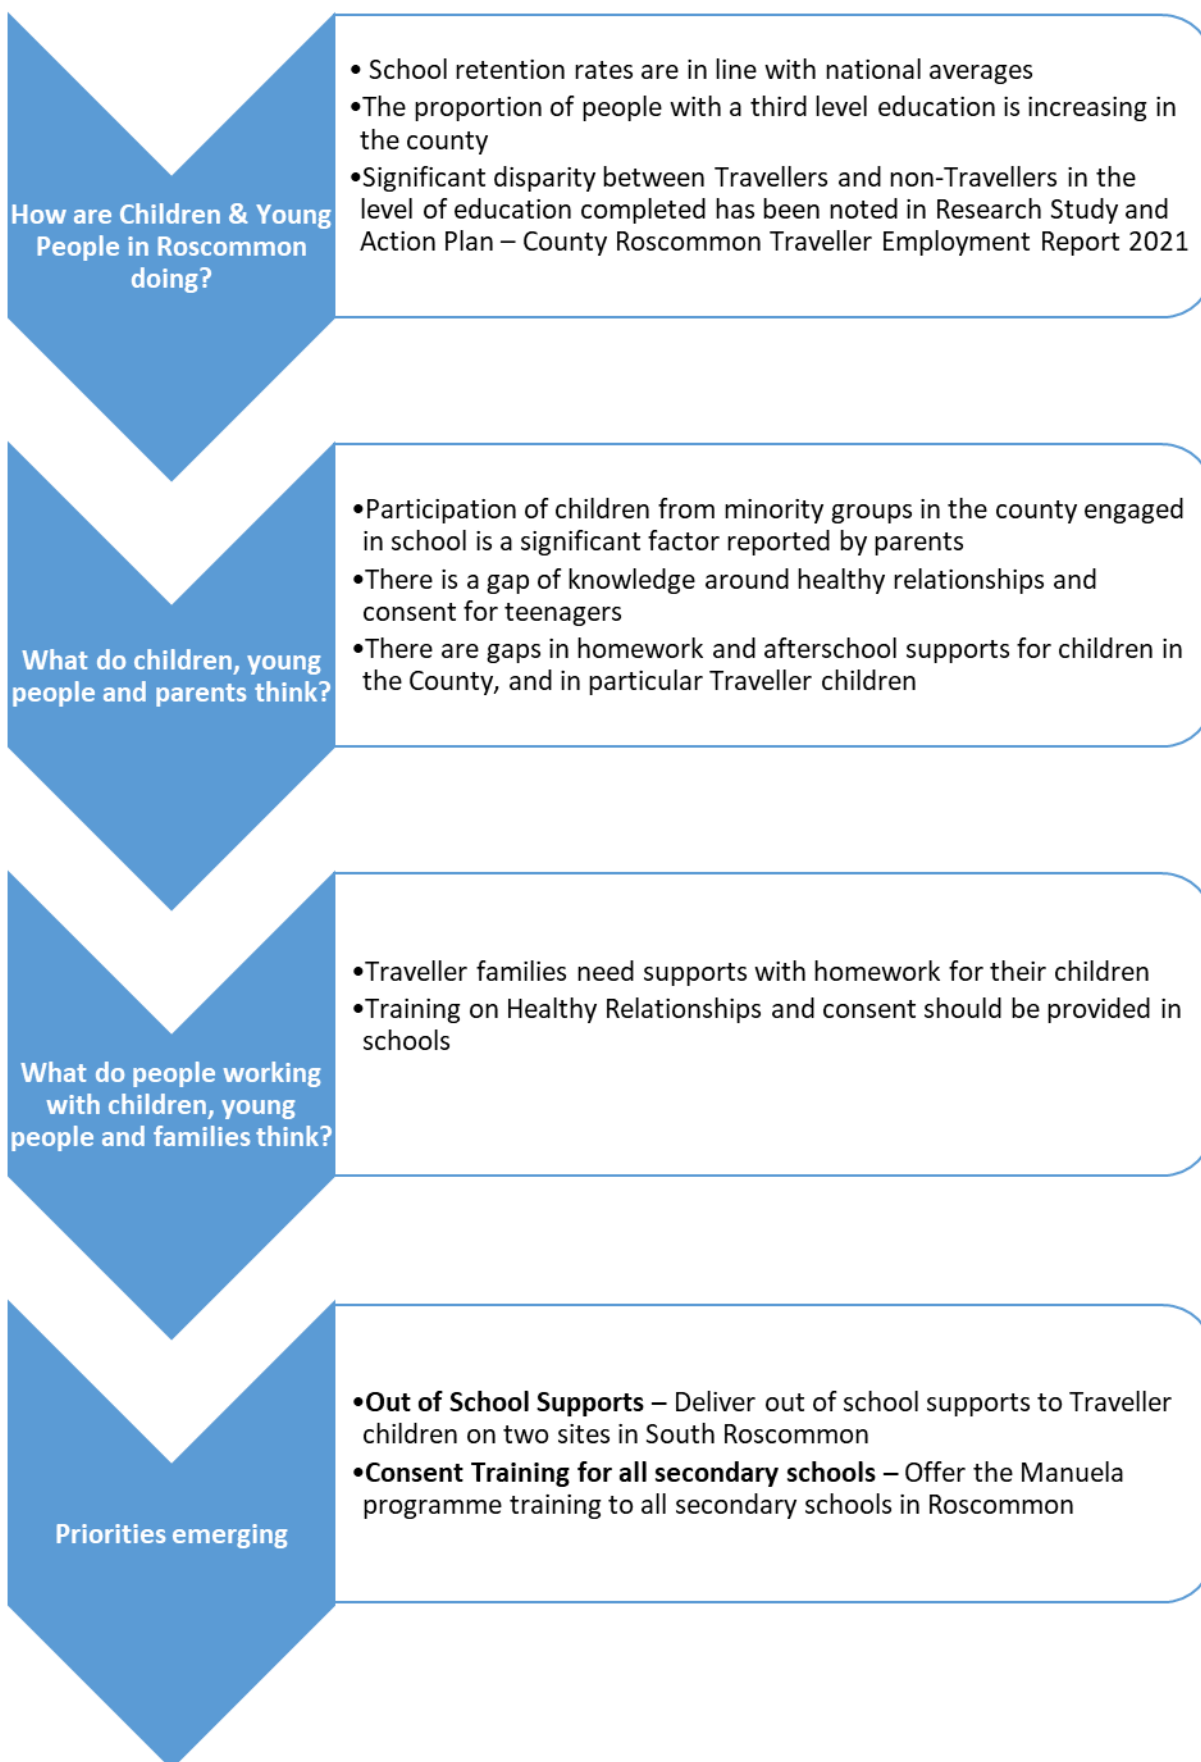 How are Children & Young
People in Roscommon
doing?
• School retention rates are in line with national averages
•The proportion of people with a third level education is increasing in
the county
•Significant disparity between Travellers and non-Travellers in the
level of education completed has been noted in Research Study and
Action Plan – County Roscommon Traveller Employment Report 2021
What do children, young
people and parents think?
•Participation of children from minority groups in the county engaged
in school is a significant factor reported by parents
•There is a gap of knowledge around healthy relationships and
consent for teenagers
•There are gaps in homework and afterschool supports for children in
the County, and in particular Traveller children
What do people working
with children, young
people and families think?
•Traveller families need supports with homework for their children
•Training on Healthy Relationships and consent should be provided in
schools
Priorities emerging
•Out of School Supports – Deliver out of school supports to Traveller
children on two sites in South Roscommon
•Consent Training for all secondary schools – Offer the Manuela
programme training to all secondary schools in Roscommon